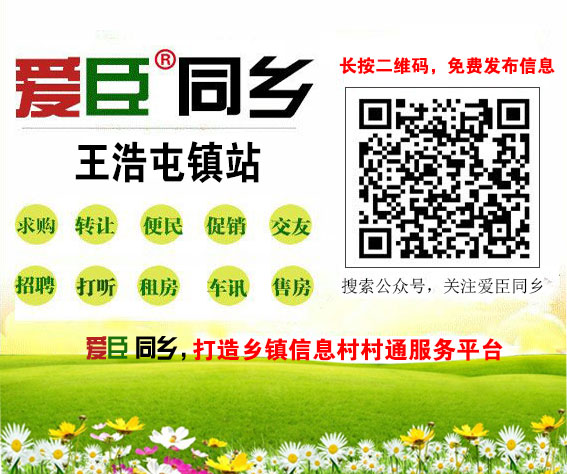 爱臣®同乡
王浩屯镇站
求购 转让 便民 促销 交友
招聘 打听 租房 车讯 售房
长按二维码，免费发布信息
搜索公众号，关注爱臣同乡
爱臣 同乡，打造乡镇信息村村通服务平台